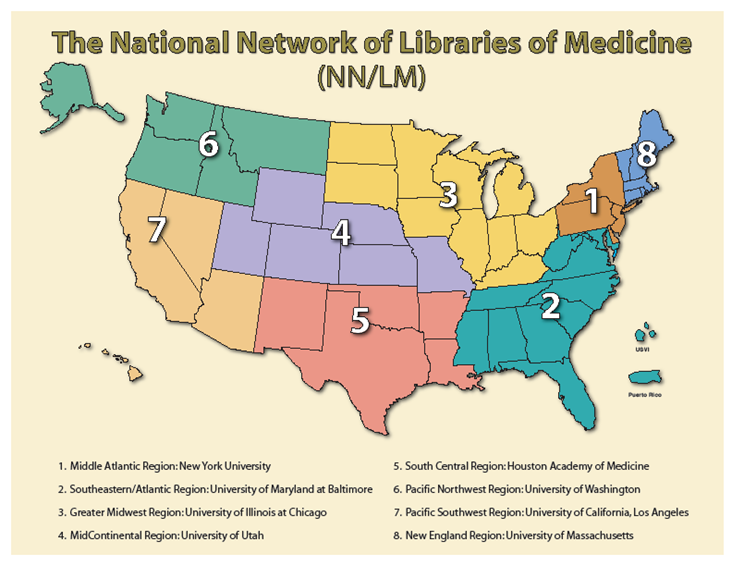 The National Network of Libraries of Medicine
(NN/LM)
6
8
3
1
7
4
2
5
USVI
Puerto Rico
1. Middle Atlantic Region: New York University
2. Southeastern/Atlantic Region: University of Maryland at Baltimore
3. Greater Midwest Region: University of Illinois at Chicago
4. MidContinental Region: University of Utah
5. South Central Region: Houston Academy of Medicine
6. Pacific Northwest Region: University of Washington
7. Pacific Southwest Region: University of California, Los Angeles
8. New England Region: University of Massachusetts